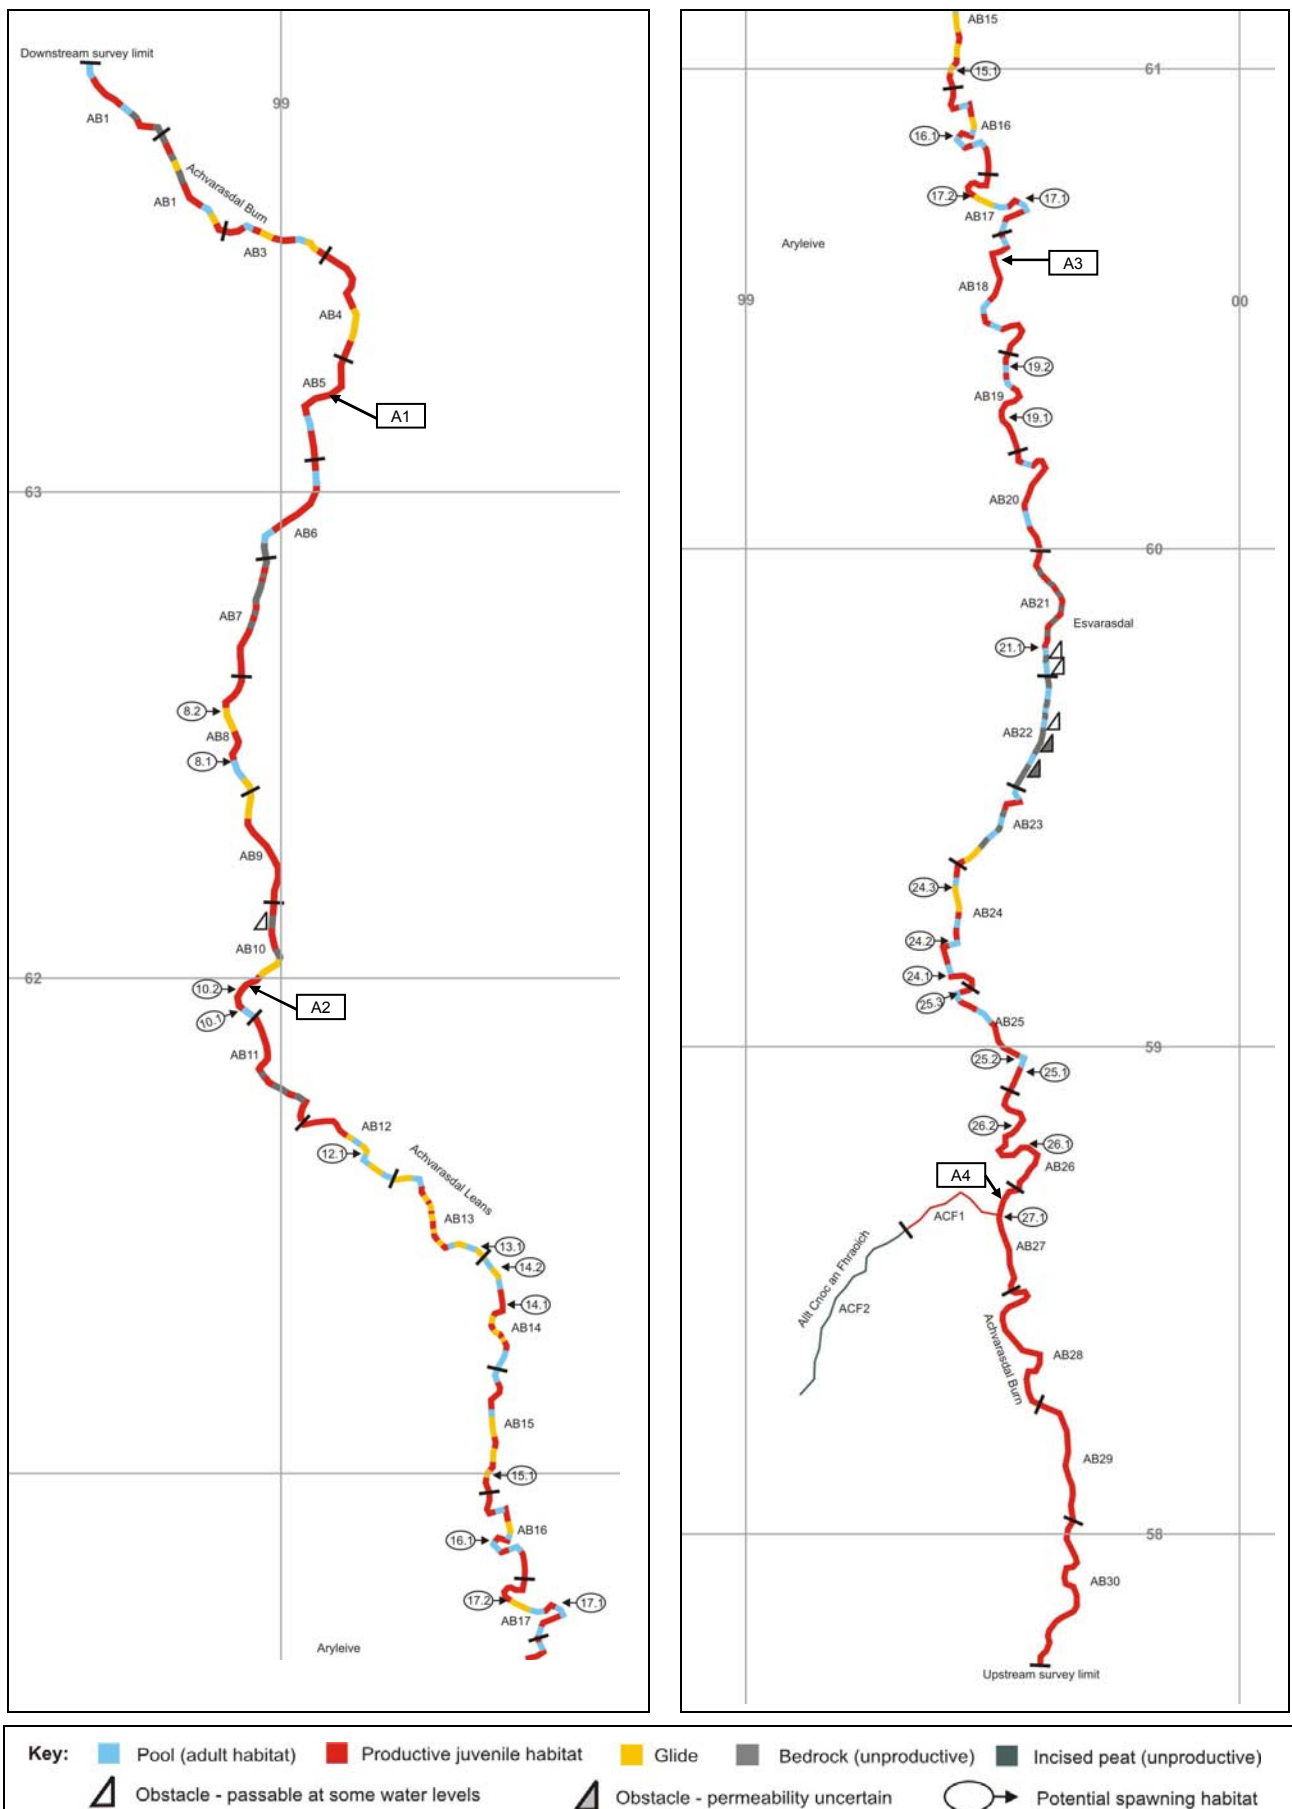 Downstream survey limit
99
AB1
Achvarasdal Burn
AB1
AB3
AB4
AB5
A1
63
AB6
AB7
8.2
AB8
8.1
AB9
AB10
62
10.2
A2
10.1
AB11
AB12
12.1
Achvarasdal Leans
AB13
13.1
14.2
14.1
AB14
AB15
15.1
AB16
16.1
17.2
17.1
AB17
Aryleive
AB15
61
15.1
AB16
16.1
17.2
17.1
AB17
Aryleive
A3
AB18
99
00
19.2
AB19
19.1
AB20
60
AB21
Esvarasdal
21.1
AB22
AB23
24.3
AB24
24.2
24.1
25.3
AB25
59
25.2
25.1
26.2
26.1
AB26
A4
ACF1
27.1
AB27
Allt Cnoc an Fhraoich
ACF2
Achvarasdal Burn
AB28
AB29
58
AB30
Upstream survey limit
Key: Pool (adult habitat) Productive juvenile habitat Glide Bedrock (unproductive) Incised peat (unproductive)
Obstacle - passable at some water levels Obstacle - permeability uncertain Potential spawning habitat